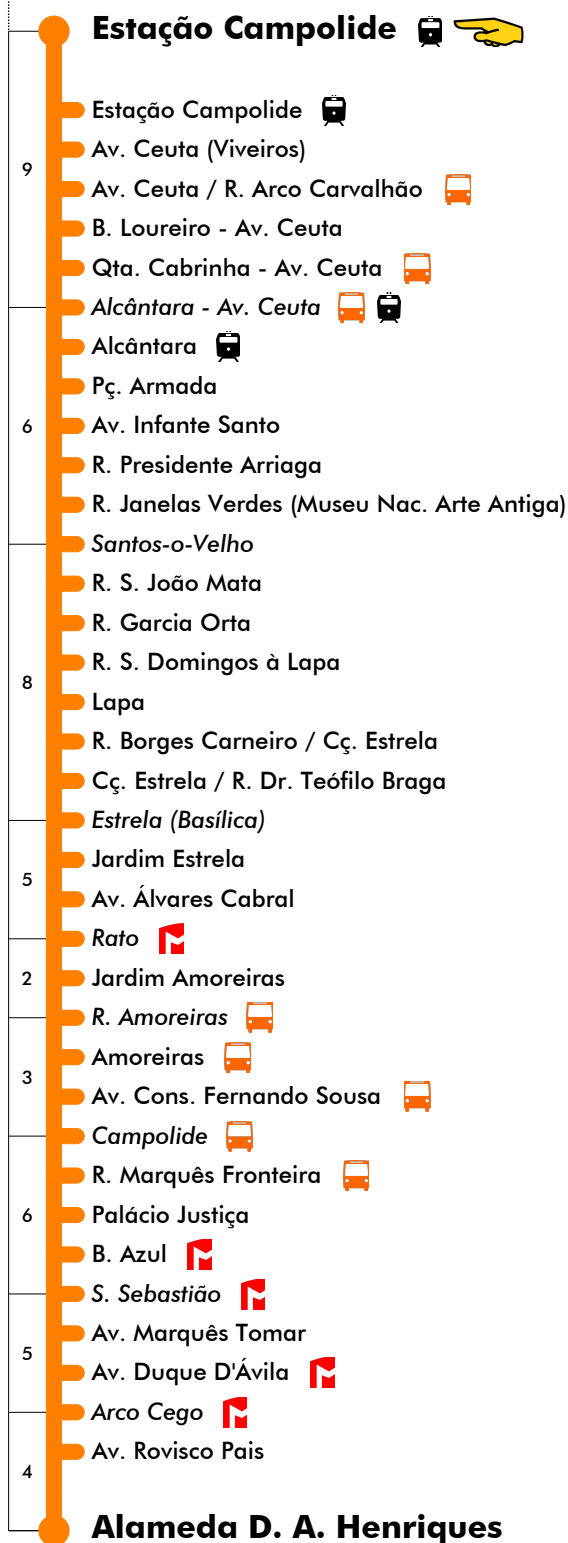 Estação Campolide
Estação Campolide
Av. Ceuta (Viveiros)
9
Av. Ceuta / R. Arco Carvalhão
B. Loureiro - Av. Ceuta
Qta. Cabrinha - Av. Ceuta
Alcântara - Av. Ceuta
Alcântara
Pç. Armada
6
Av. Infante Santo
R. Presidente Arriaga
R. Janelas Verdes (Museu Nac. Arte Antiga)
Santos-o-Velho
R. S. João Mata
R. Garcia Orta
R. S. Domingos à Lapa
8
Lapa
R. Borges Carneiro / Cç. Estrela
Cç. Estrela / R. Dr. Teófilo Braga
Estrela (Basílica)
Jardim Estrela
5
Av. Álvares Cabral
Rato
2
Jardim Amoreiras
R. Amoreiras
Amoreiras
3
Av. Cons. Fernando Sousa
Campolide
R. Marquês Fronteira
6
Palácio Justiça
B. Azul
S. Sebastião
Av. Marquês Tomar
5
Av. Duque D'Ávila
Arco Cego
Av. Rovisco Pais
4
Alameda D. A. Henriques